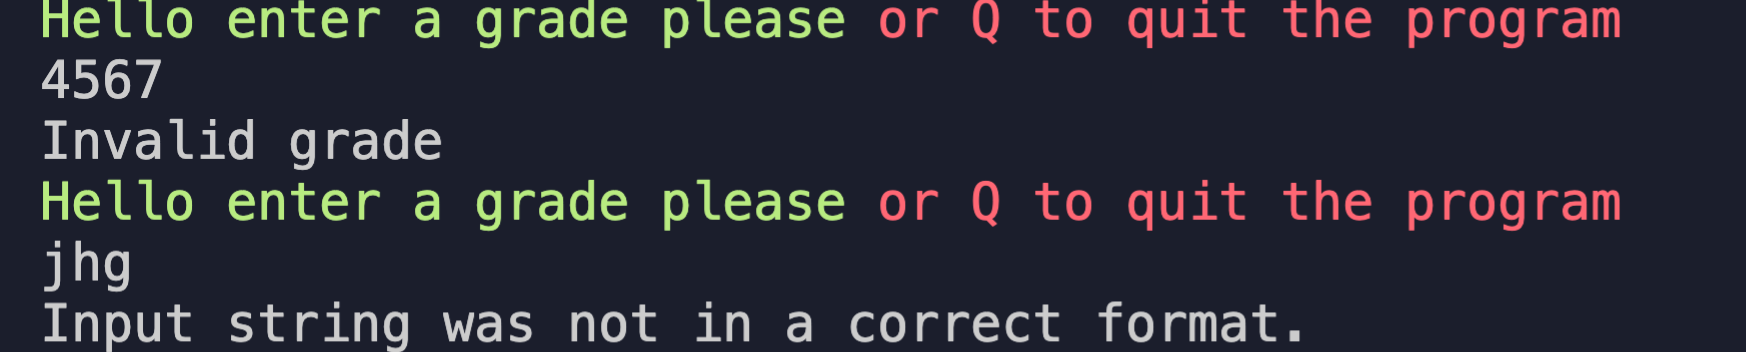 Hello enter a grade please or Q to quit the program
4567
Invalid grade
Hello enter a grade please or Q to quit the program
jhg
Input string was not in a correct format.